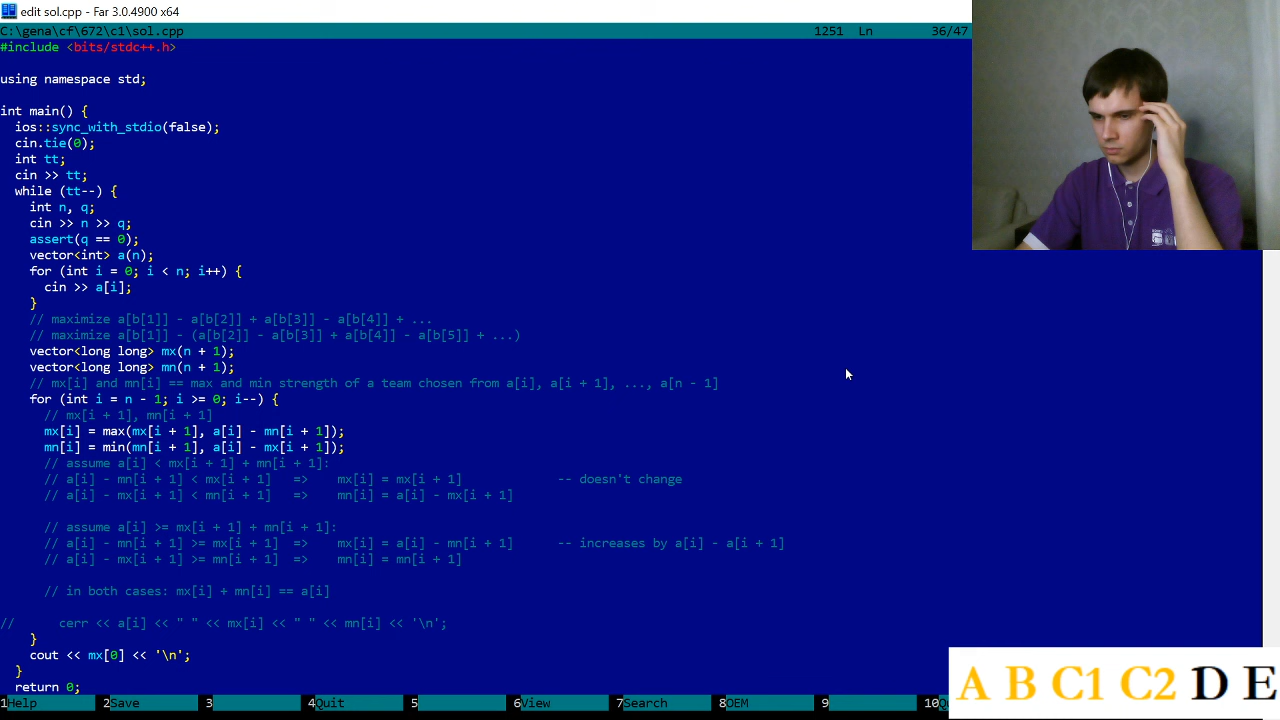 edit sol.cpp - Far 3.0.4900 x64
C:\gena\cf\672\c1\sol.cpp 1251 Ln 36/47
#include <bits/stdc++.h>
using namespace std;
int main() {
ios::sync_with_stdio(false);
cin.tie(0);
int tt;
cin >> tt;
while (tt--) {
int n, q;
cin >> n >> q;
assert(q == 0);
vector<int> a(n);
for (int i = 0; i < n; i++) {
cin >> a[i];
}
// maximize a[b[1]] - a[b[2]] + a[b[3]] - a[b[4]] + ...
// maximize a[b[1]] - (a[b[2]] - a[b[3]] + a[b[4]] - a[b[5]] + ...)
vector<long long> mx(n + 1);
vector<long long> mn(n + 1);
// mx[i] and mn[i] == max and min strength of a team chosen from a[i], a[i + 1], ..., a[n - 1]
for (int i = n - 1; i >= 0; i--) {
// mx[i + 1], mn[i + 1]
mx[i] = max(mx[i + 1], a[i] - mn[i + 1]);
mn[i] = min(mn[i + 1], a[i] - mx[i + 1]);
// assume a[i] < mx[i + 1] + mn[i + 1]:
// a[i] - mn[i + 1] < mx[i + 1] => mx[i] = mx[i + 1] -- doesn't change
// a[i] - mx[i + 1] < mn[i + 1] => mn[i] = a[i] - mx[i + 1]
// assume a[i] >= mx[i + 1] + mn[i + 1]:
// a[i] - mn[i + 1] >= mx[i + 1] => mx[i] = a[i] - mn[i + 1] -- increases by a[i] - a[i + 1]
// a[i] - mx[i + 1] >= mn[i + 1] => mn[i] = mn[i + 1]
// in both cases: mx[i] + mn[i] == a[i]
// cerr << a[i] << " " << mx[i] << " " << mn[i] << '\n';
}
cout << mx[0] << '\n';
}
return 0;
1Help 2Save 3 4Quit 5 6View 7Search 8OEM 9 10
A B C1 C2 D E